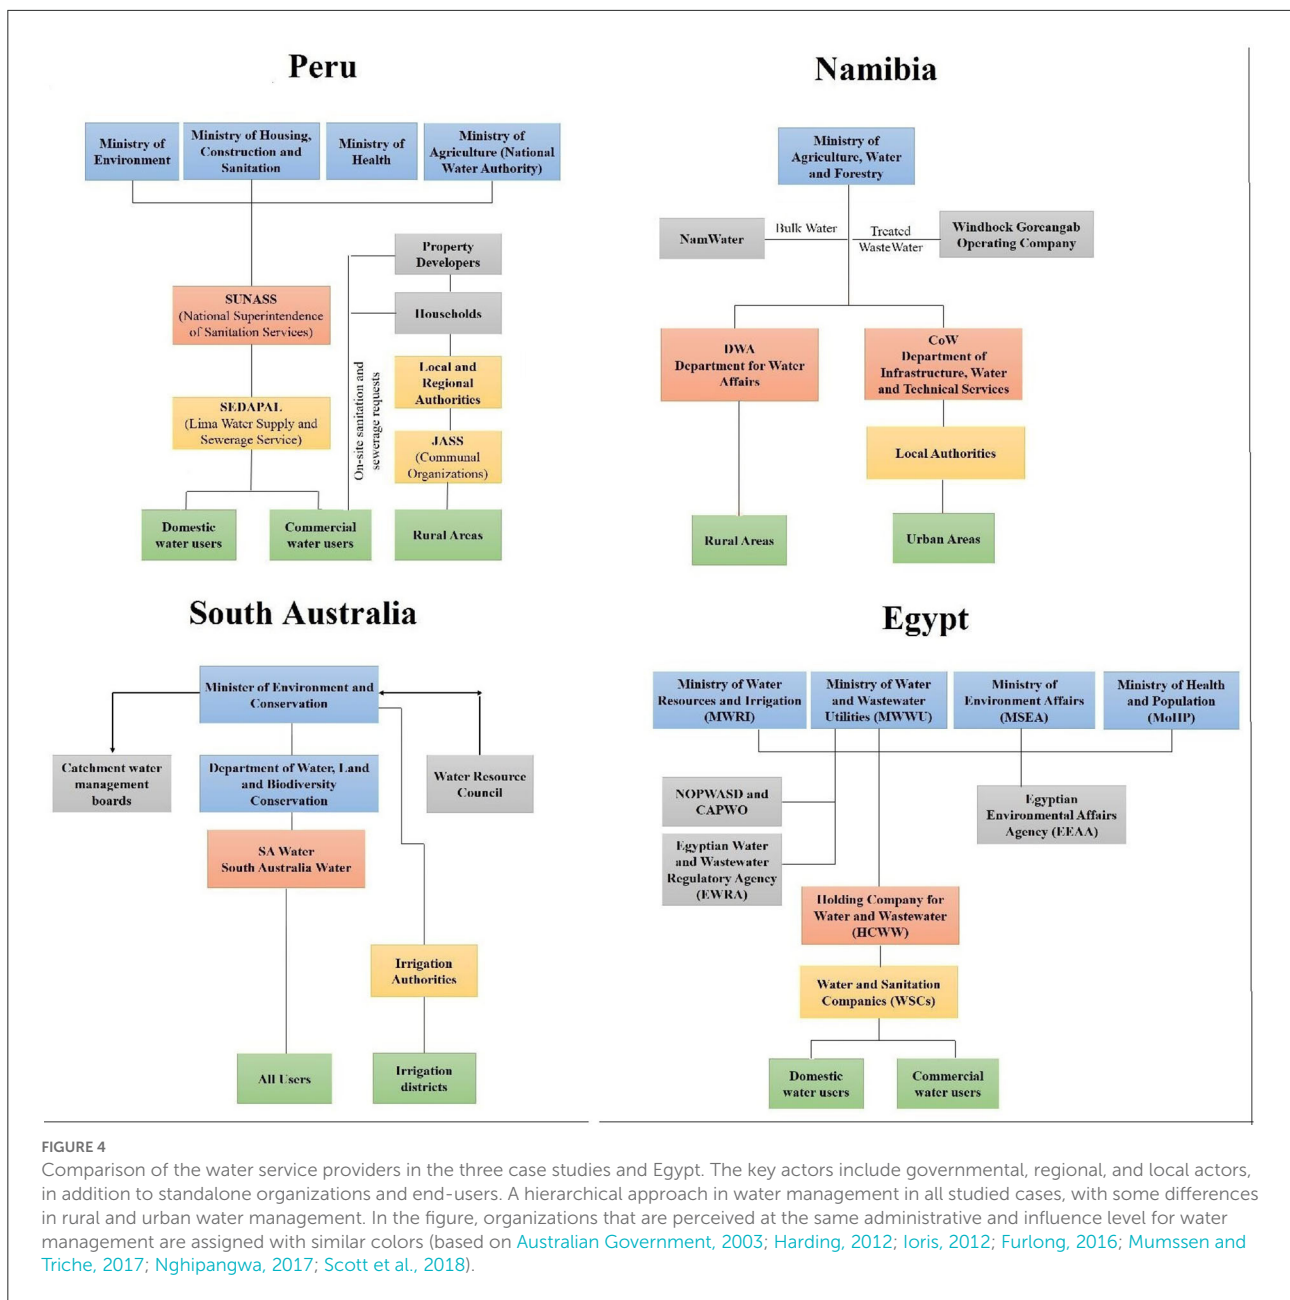 Peru
Ministry of
Environment
Ministry of Housing,
Construction and
Sanitation
Ministry of
Health
Ministry of
Agriculture (National
Water Authority)
SUNASS
(National Superintendence
of Sanitation Services)
SEDAPAL
(Lima Water Supply and
Sewerage Service)
Domestic
water users
Commercial
water users
On-site sanitation and
sewerage requests
Property
Developers
Households
Local and
Regional
Authorities
JASS
(Communal
Organizations)
Rural Areas
Namibia
Ministry of
Agriculture, Water
and Forestry
NamWater
Bulk Water
Treated
WasteWater
Windhock Goreangab
Operating Company
DWA
Department for Water
Affairs
CoW
Department of
Infrastructure, Water
and Technical Services
Local Authorities
Rural Areas
Urban Areas
South Australia
Minister of Environment and
Conservation
Catchment water
management
boards
Department of Water, Land
and Biodiversity
Conservation
Water Resource
Council
SA Water
South Australia Water
Irrigation
Authorities
All Users
Irrigation
districts
Egypt
Ministry of Water
Resources and Irrigation
(MWRI)
Ministry of Water
and Wastewater
Utilities (MWWU)
Ministry of
Environment Affairs
(MSEA)
Ministry of Health
and Population
(MoHP)
NOPWASD and
CAPWO
Egyptian Water
and Wastewater
Regulatory Agency
(EWRA)
Egyptian
Environmental Affairs
Agency (EEAA)
Holding Company for
Water and Wastewater
(HCWW)
Water and Sanitation
Companies (WSCs)
Domestic
water users
Commercial
water users
FIGURE 4
Comparison of the water service providers in the three case studies and Egypt. The key actors include governmental, regional, and local actors,
in addition to standalone organizations and end-users. A hierarchical approach in water management in all studied cases, with some differences
in rural and urban water management. In the figure, organizations that are perceived at the same administrative and influence level for water
management are assigned with similar colors (based on Australian Government, 2003; Harding, 2012; Ioris, 2012; Furlong, 2016; Mumssen and
Triche, 2017; Nghipangwa, 2017; Scott et al., 2018).